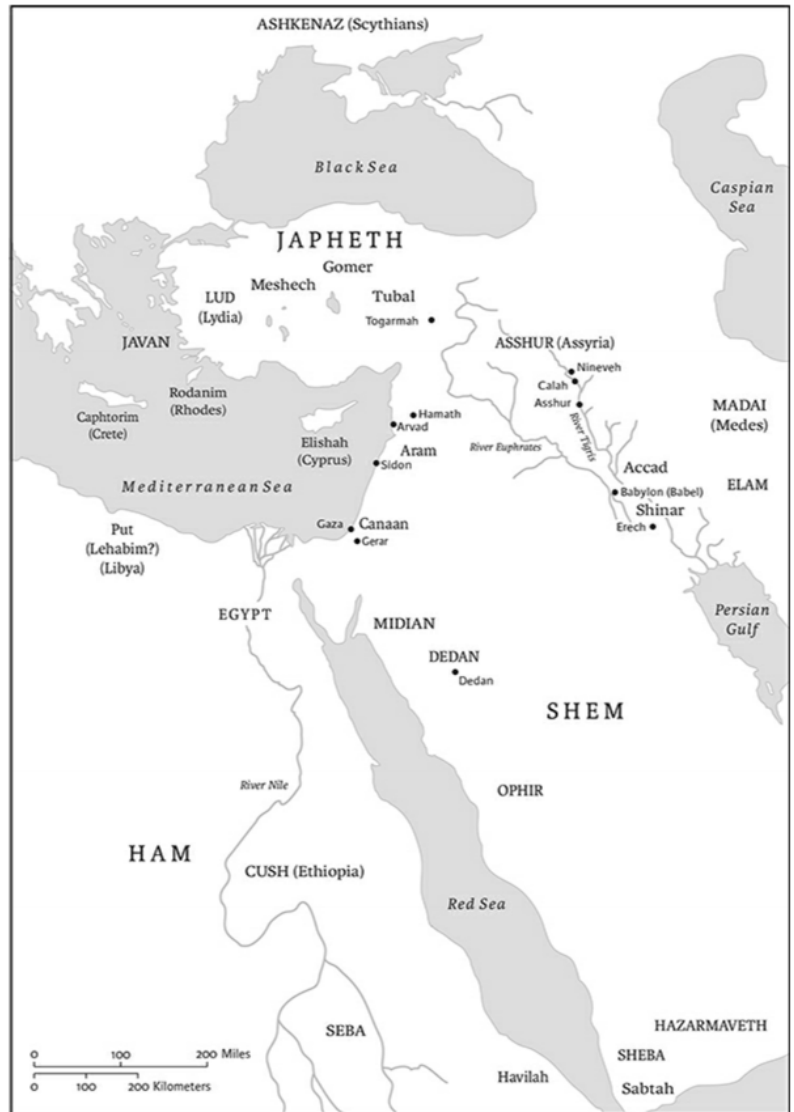 ASHKENAZ (Scythians)
Black Sea
Caspian
Sea
JAPHETH
Gomer
Meshech
Tubal
LUD
(Lydia)
Togarmah
JAVAN
ASSHUR (Assyria)
Nineveh
Calah
Asshur
Rodanim
(Rhodes)
Caphtorim
(Crete)
Hamath
Arvad
MADAI
(Medes)
Elishah
(Cyprus)
Aram
River Euphrates
River Tigris
Sidon
Accad
Mediterranean Sea
ELAM
Babylon (Babel)
Shinar
Erech
Gaza
Canaan
Gerar
Put
(Lehabim?)
(Libya)
EGYPT
MIDIAN
Persian
Gulf
DEDAN
Dedan
SHEM
River Nile
OPHIR
HAM
CUSH (Ethiopia)
Red Sea
SEBA
HAZARMAVETH
SHEBA
Havilah
Sabtah
0 100 200 Miles
0 100 200 Kilometers